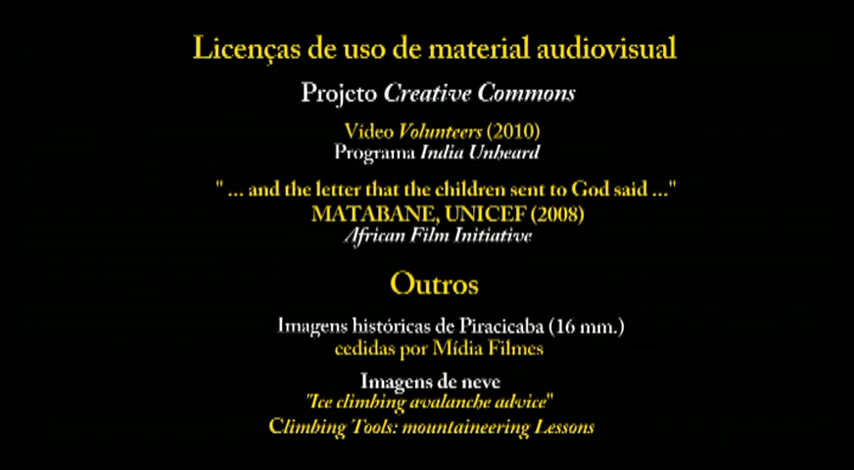 Licenças de uso de material audiovisual
Projeto Creative Commons
Vídeo Volunteers (2010)
Programa India Unheard
" ... and the letter that the children sent to God said ..."
MATABANE, UNICEF (2008)
African Film Initiative
Outros
Imagens históricas de Piracicaba (16 mm.)
cedidas por Mídia Filmes
Imagens de neve
"Ice climbing avalanche advice"
Climbing Tools: mountaineering Lessons